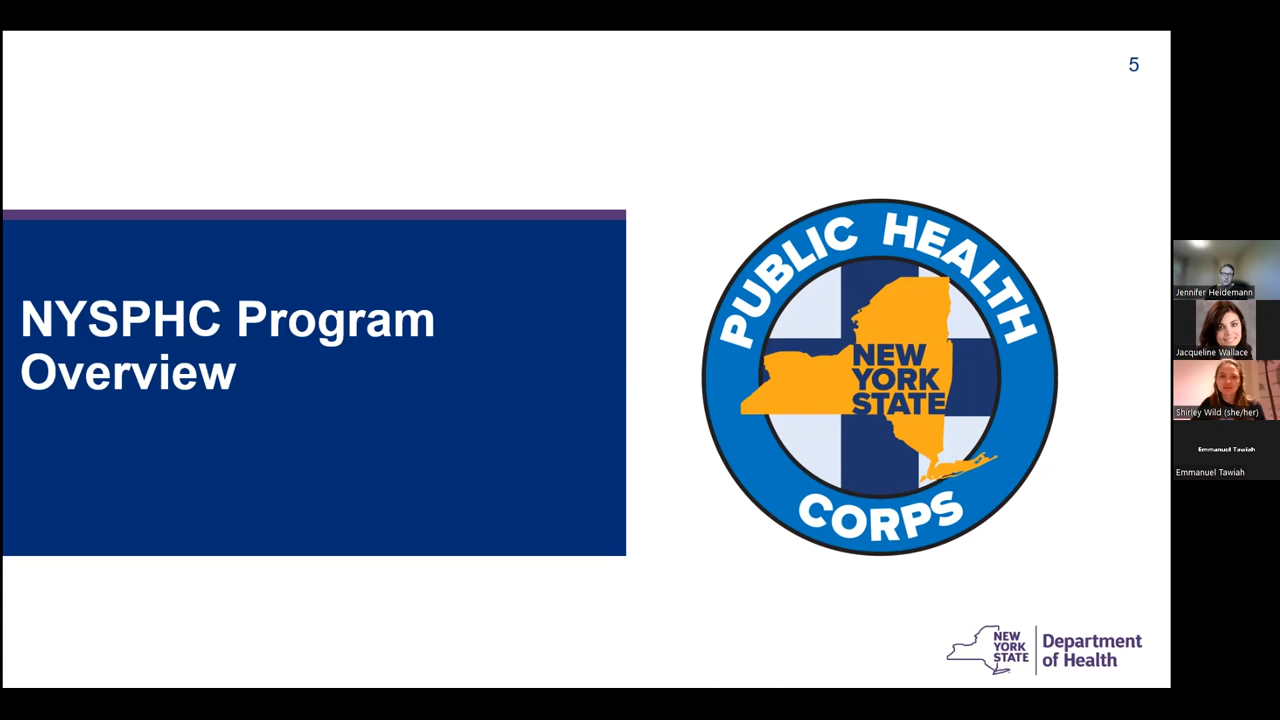 5
NYSPHC Program
Overview
PUBLIC HEALTH
NEW
YORK
STATE
CORPS
NEW
YORK
STATE
Department
of Health
Jennifer Heidemann
Jacqueline Wallace
Shirley Wild (she/her)
Emmanuel Tawiah
Emmanuel Tawiah